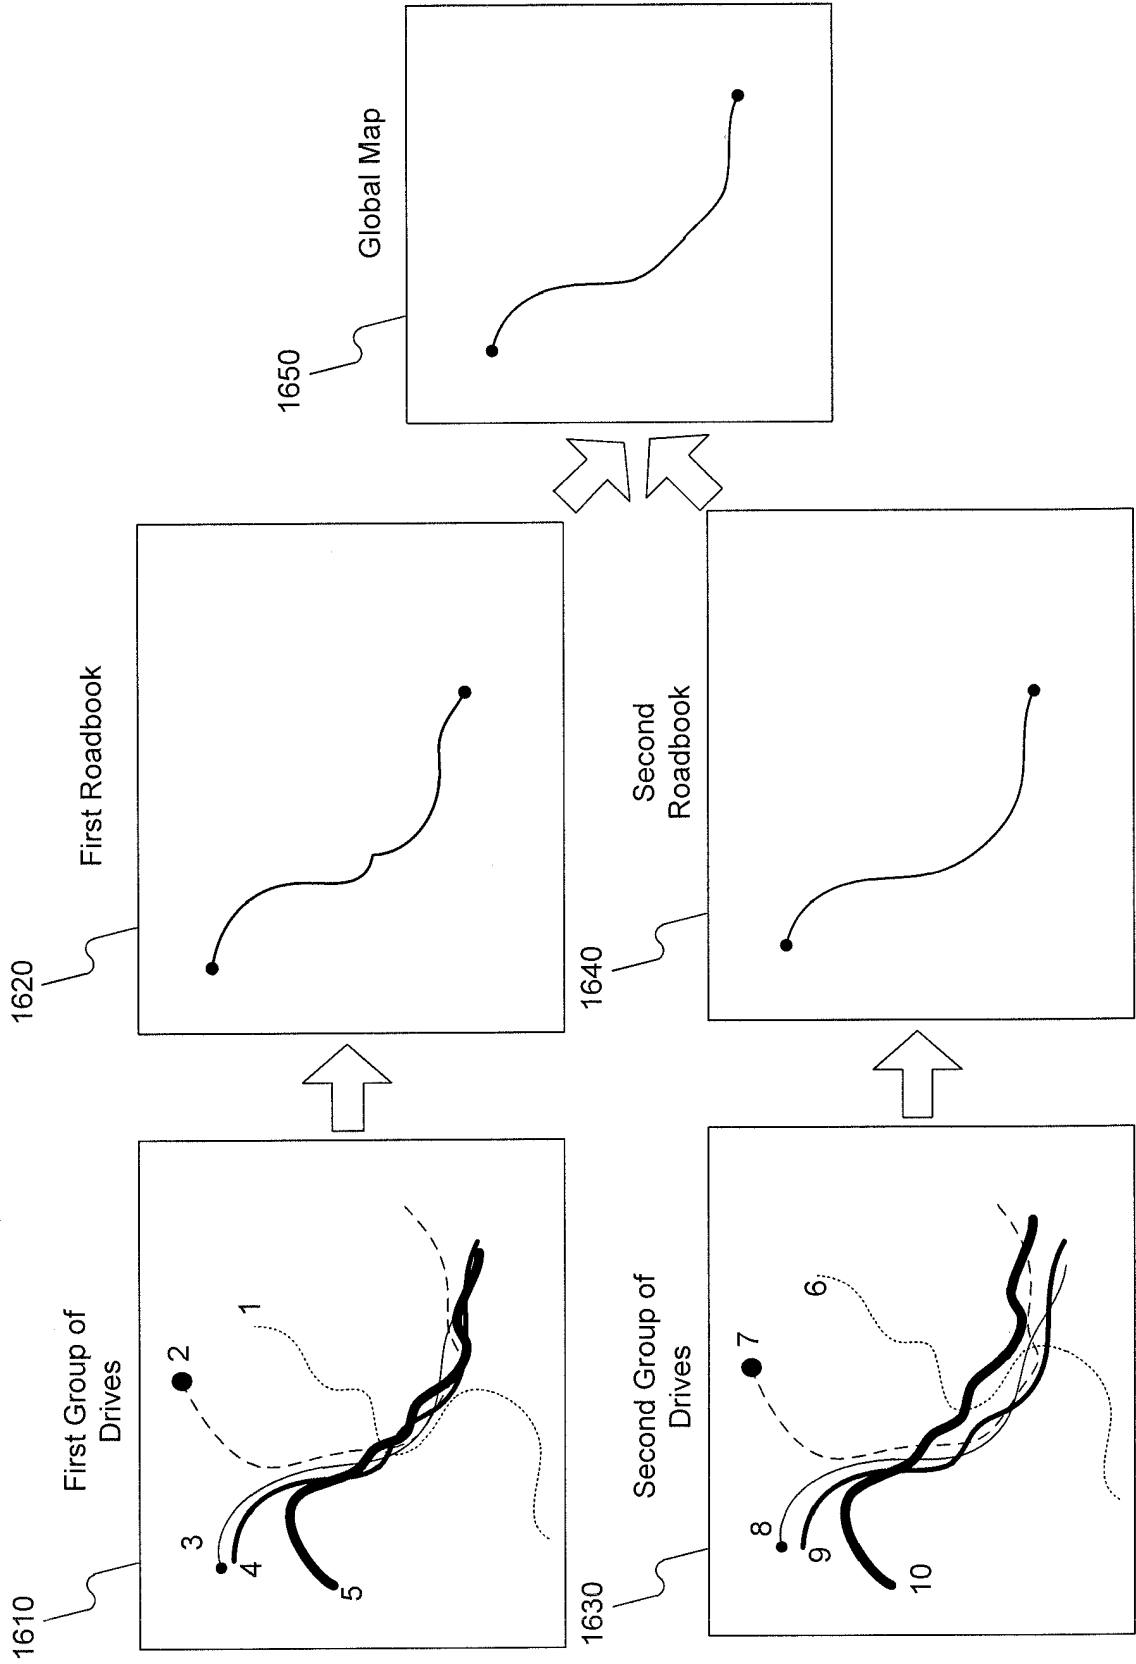 1610
First Group of
Drives
1
2
3
4
5
1620
First Roadbook
1630
Second Group of
Drives
6
7
8
9
10
1640
Second
Roadbook
1650
Global Map